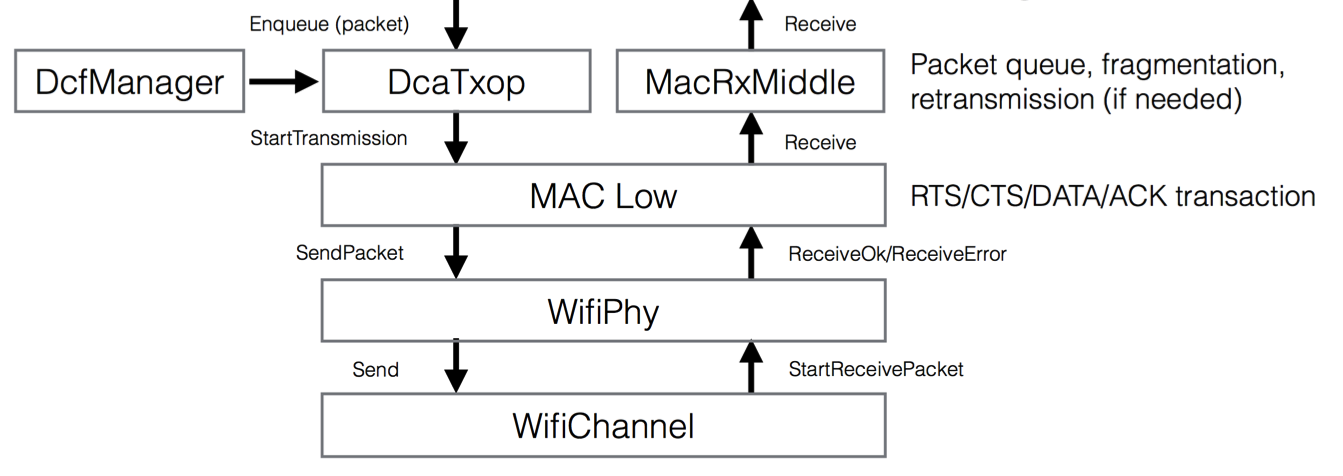 Enqueue (packet)
Receive
DcfManager
DcaTxop
MacRxMiddle
Packet queue, fragmentation,
retransmission (if needed)
StartTransmission
Receive
MAC Low
RTS/CTS/DATA/ACK transaction
SendPacket
ReceiveOk/ReceiveError
WifiPhy
Send
StartReceivePacket
WifiChannel